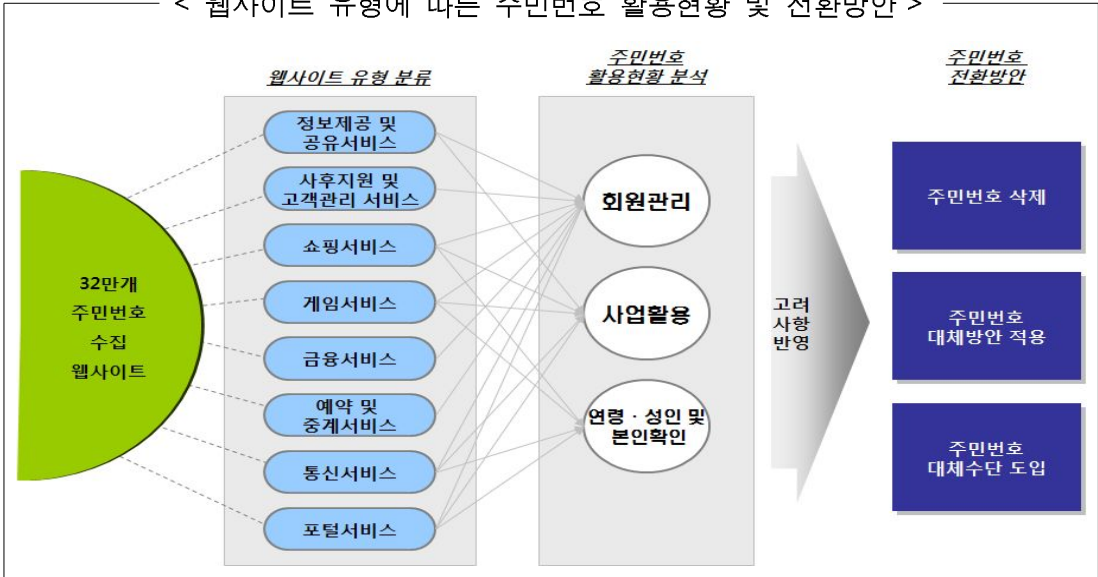 < 웹사이트 유형에 따른 주민번호 활용현황 및 전환방안 >
웹사이트 유형 분류
주민번호
활용현황 분석
주민번호
전환방안
32만개
주민번호
수집
웹사이트
정보제공 및
공유서비스
사후지원 및
고객관리 서비스
쇼핑서비스
게임서비스
금융서비스
예약 및
중계서비스
통신서비스
포털서비스
회원관리
사업활용
연령 · 성인 및
본인확인
고려
사항
반영
주민번호 삭제
주민번호
대체방안 적용
주민번호
대체수단 도입